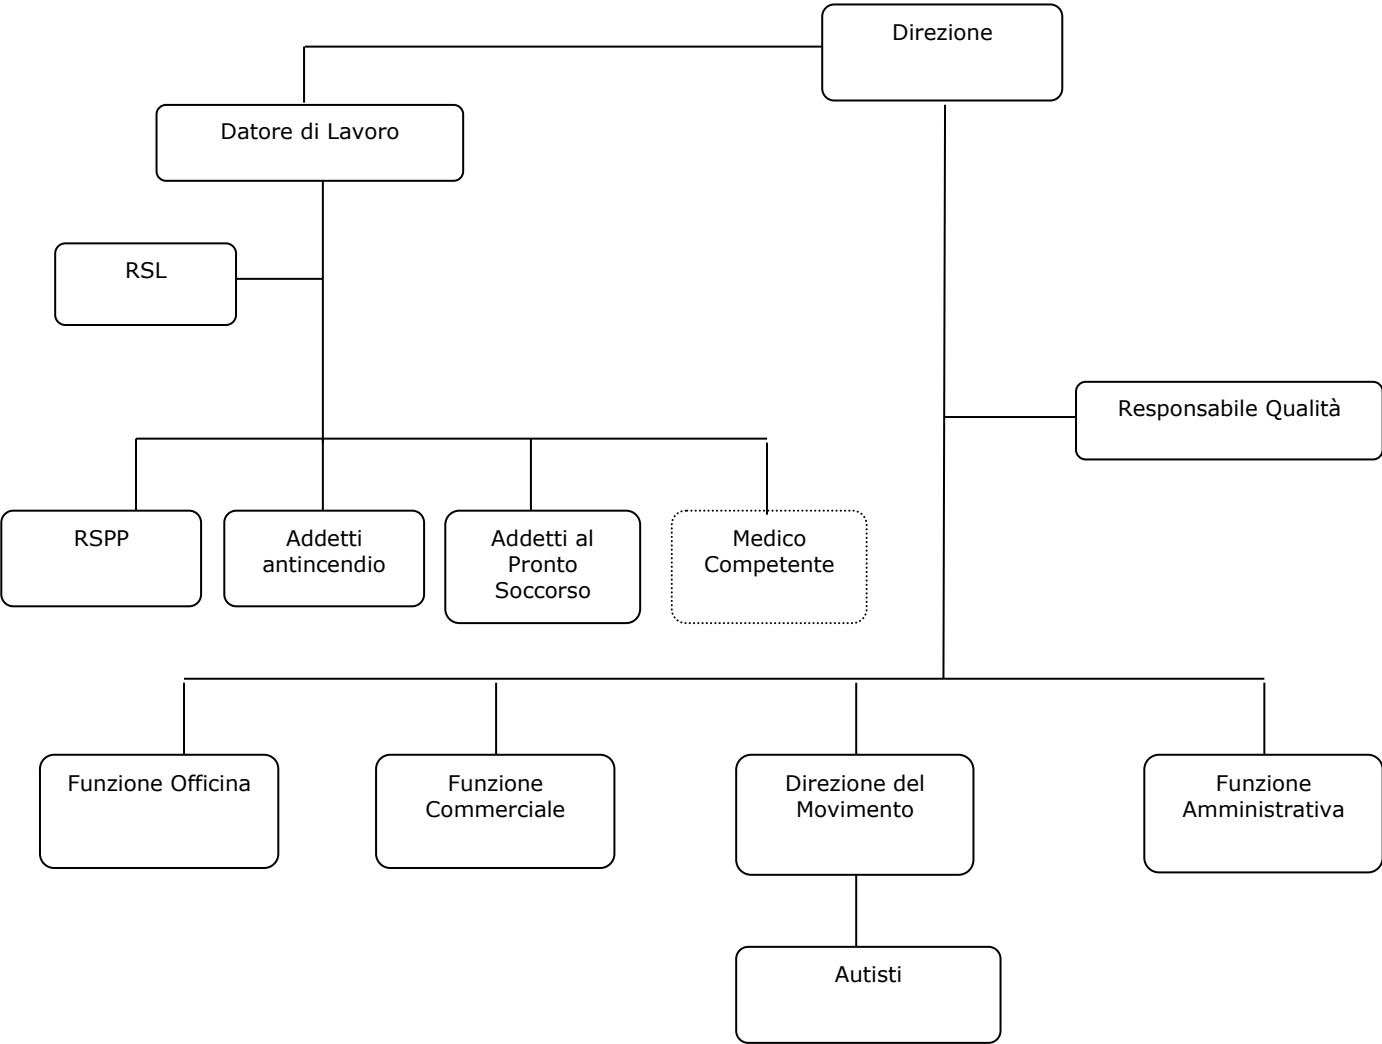 Direzione
Datore di Lavoro
RSL
Responsabile Qualità
RSPP
Addetti
antincendio
Addetti al
Pronto
Soccorso
Medico
Competente
Funzione Officina
Funzione
Commerciale
Direzione del
Movimento
Funzione
Amministrativa
Autisti